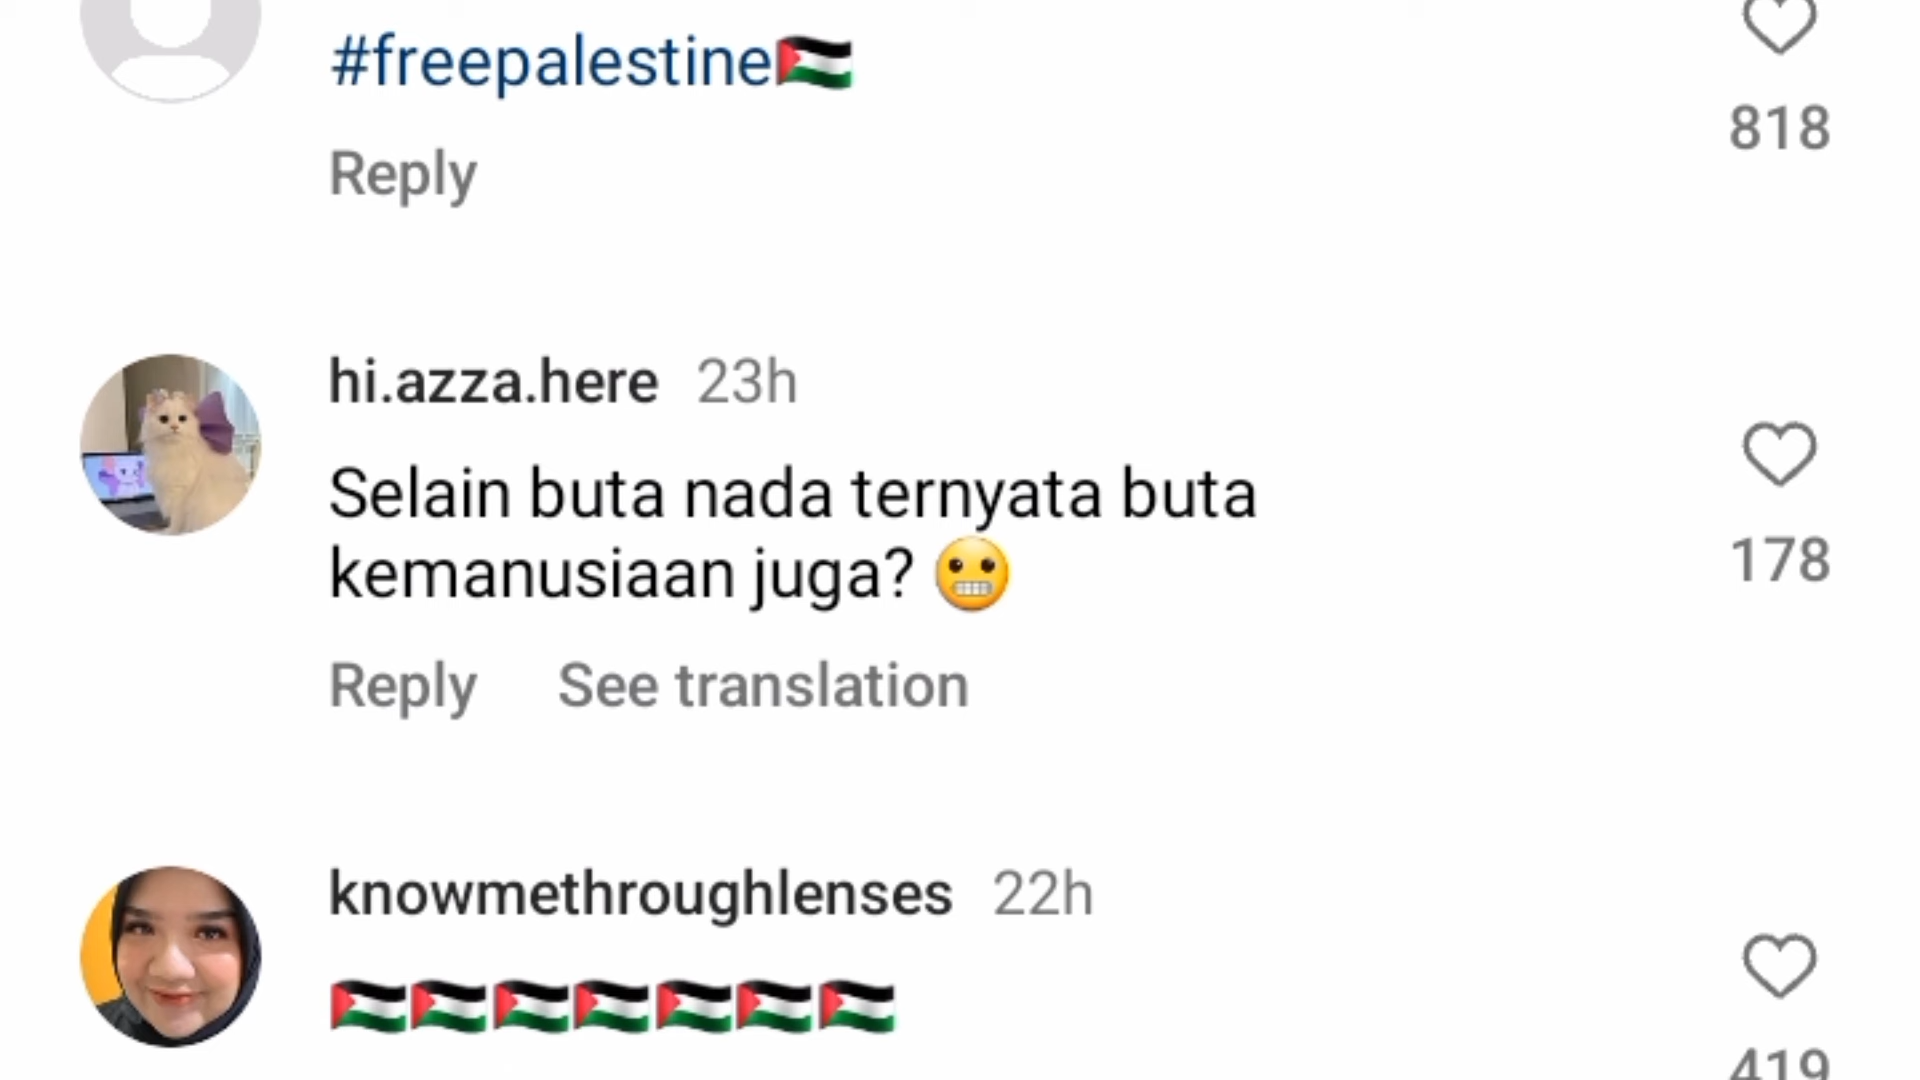 #freepalestine🇵🇸
818
Reply
hi.azza.here 23h
Selain buta nada ternyata buta
kemanusiaan juga? 😬
178
Reply See translation
knowmethroughlenses 22h
🇵🇸🇵🇸🇵🇸🇵🇸🇵🇸🇵🇸🇵🇸
419